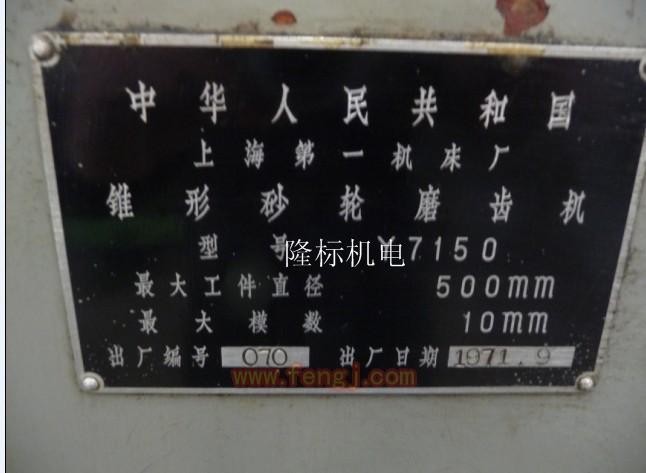 中华人民共和国
上海第一机床厂
锥形砂轮磨齿机
型号 Y7150
隆标机电
最大工件直径 500mm
最大模数 10mm
出厂编号 070 出厂日期 1971.9
www.fengj.com